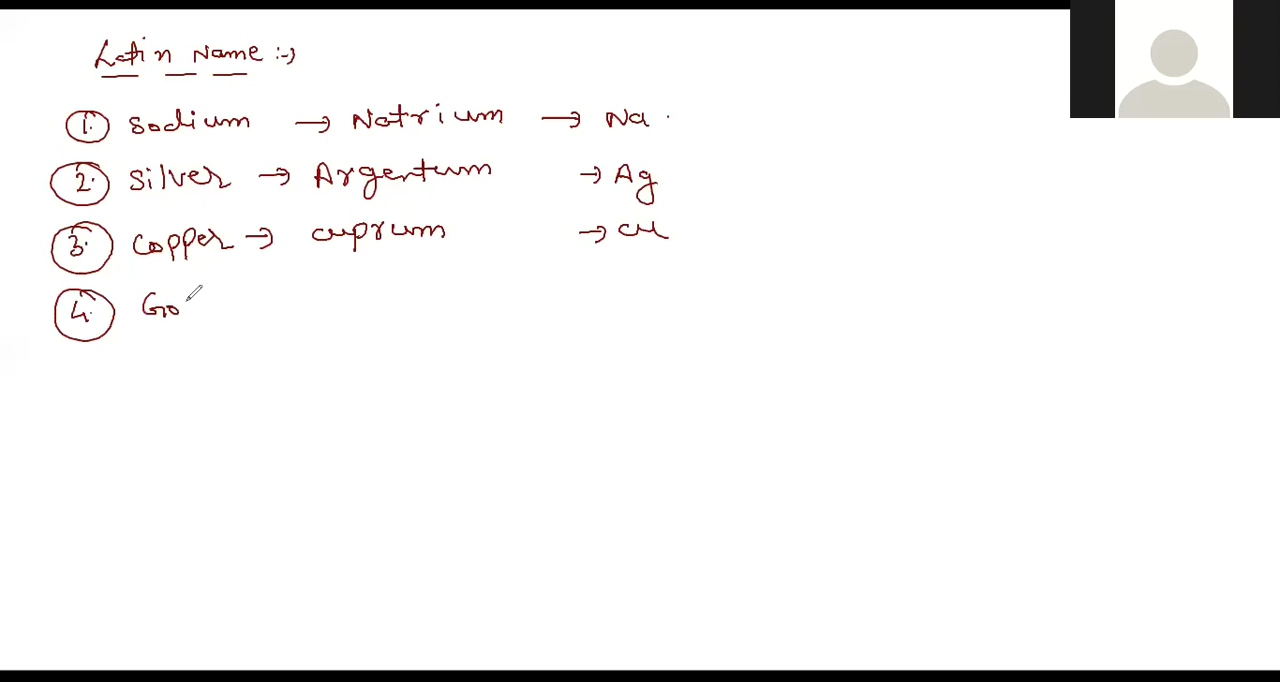 Latin Name :-)
1. Sodium → Natrium → Na.
2. Silver → Argentum → Ag
3. Copper → cuprum → cu
4. Go